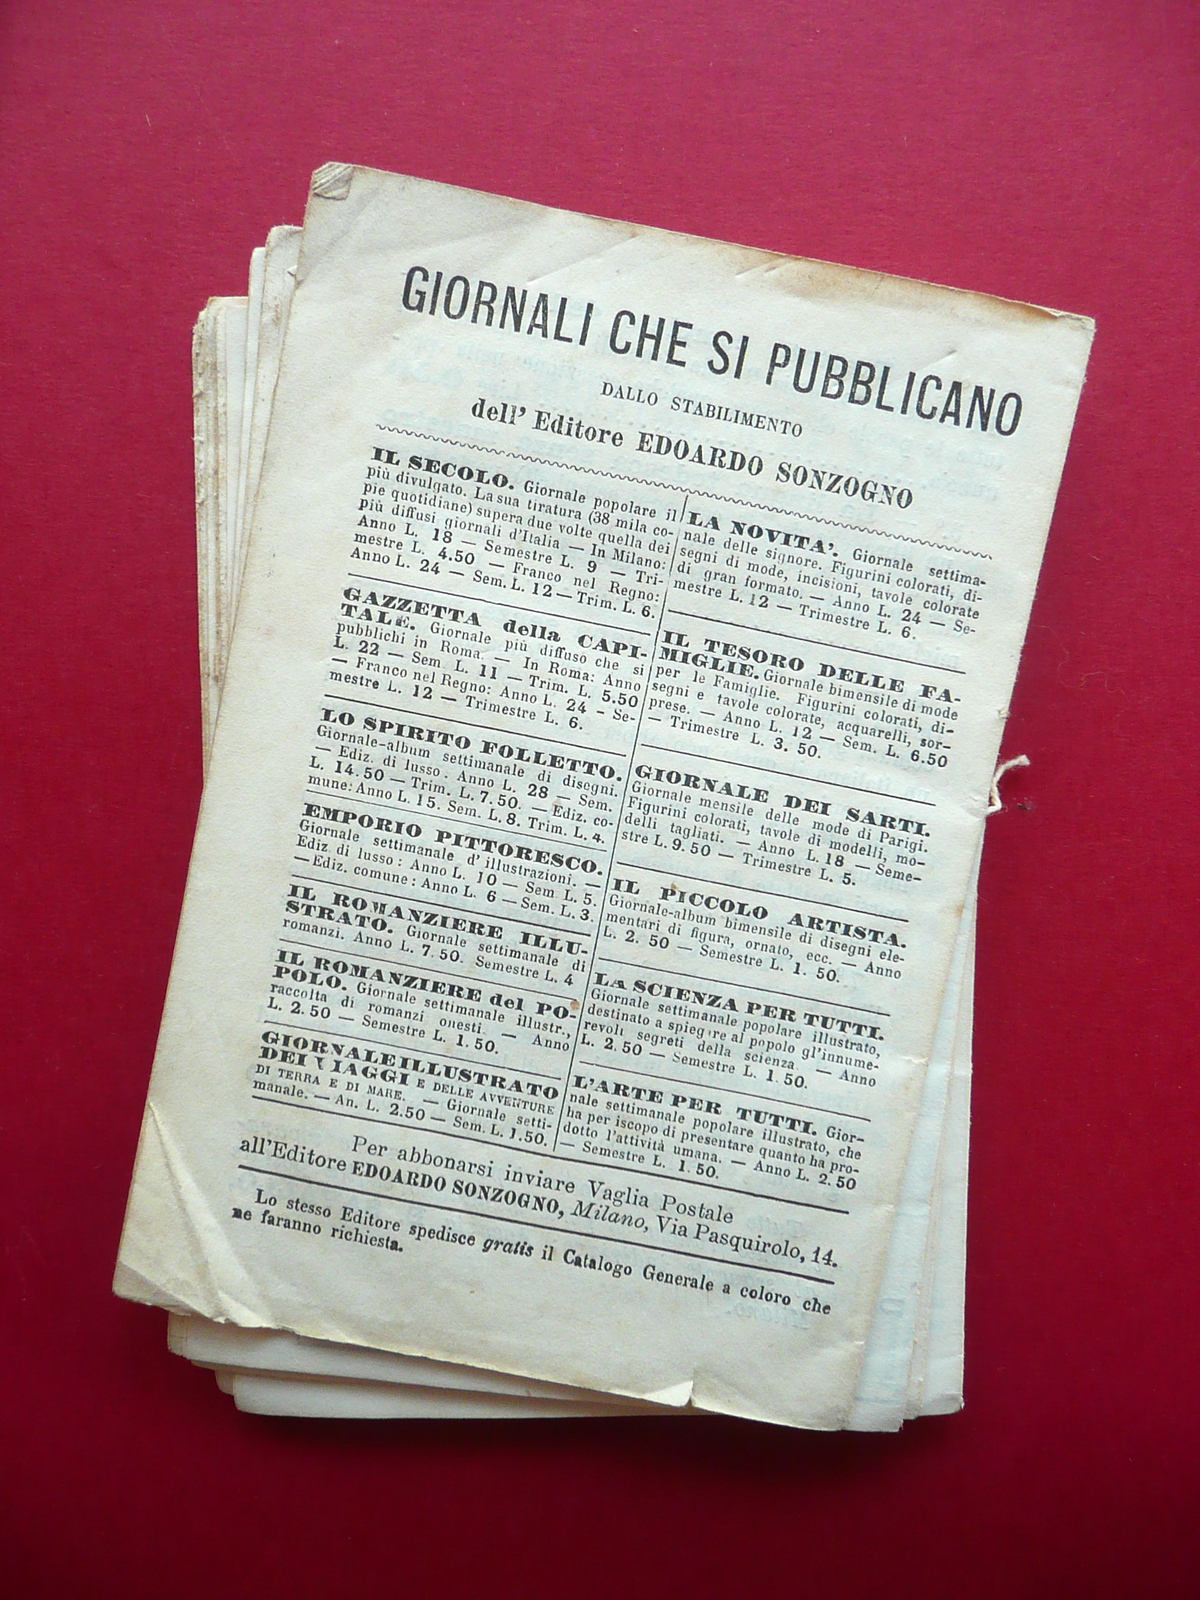 GIORNALI CHE SI PUBBLICANO
DALLO STABILIMENTO
dell' Editore EDOARDO SONZOGNO
IL SECOLO. Giornale popolare il
più divulgato. La sua tiratura (38 mila co-
pie quotidiane) supera due volte quella dei
più diffusi giornali d'Italia — In Milano:
Anno L. 18 — Semestre L. 9 — Tri-
mestre L. 4.50 — Franco nel Regno:
Anno L. 24 — Sem. L. 12 — Trim. L. 6.
GAZZETTA della CAPI-
TALE. Giornale più diffuso che si
pubblichi in Roma. — In Roma: Anno
L. 22 — Sem. L. 11 — Trim. L. 5.50
— Franco nel Regno: Anno L. 24 - Se-
mestre L. 12 — Trimestre L. 6.
LO SPIRITO FOLLETTO.
Giornale-album settimanale di disegni.
— Ediz. di lusso. Anno L. 28 — Sem.
L. 14.50 — Trim. L. 7.50. — Ediz. co-
mune: Anno L. 15. Sem. L. 8. Trim. L. 4.
EMPORIO PITTORESCO.
Giornale settimanale d'illustrazioni. —
Ediz. di lusso: Anno L. 10 — Sem L. 5.
— Ediz. comune: Anno L. 6 — Sem. L. 3.
IL ROMANZIERE ILLU-
STRATO. Giornale settimanale di
romanzi. Anno L. 7 50. Semestre L. 4
IL ROMANZIERE del PO-
POLO. Giornale settimanale illustr.,
raccolta di romanzi onesti. — Anno
L. 2. 50 — Semestre L. 1. 50.
GIORNALE ILLUSTRATO
DEI VIAGGI E DELLE AVVENTURE
DI TERRA E DI MARE. — Giornale setti-
manale. — An. L. 2.50 — Sem. L. 1.50.
LA NOVITA'. Giornale settima-
nale delle signore. Figurini colorati, di-
segni di mode, incisioni, tavole colorate
di gran formato. — Anno L. 24 — Se-
mestre L. 12 — Trimestre L. 6.
IL TESORO DELLE FA-
MIGLIE. Giornale bimensile di mode
per le Famiglie. Figurini colorati, di-
segni e tavole colorate, acquarelli, sor-
prese. — Anno L. 12 — Sem. L. 6.50
— Trimestre L. 3. 50.
GIORNALE DEI SARTI.
Giornale mensile delle mode di Parigi.
Figurini colorati, tavole di modelli, mo-
delli tagliati. — Anno L. 18 — Seme-
stre L. 9. 50 — Trimestre L. 5.
IL PICCOLO ARTISTA.
Giornale-album bimensile di disegni ele-
mentari di figura, ornato, ecc. — Anno
L. 2. 50 — Semestre L. 1. 50.
LA SCIENZA PER TUTTI.
Giornale settimanale popolare illustrato,
destinato a spiegare al popolo gl'innume-
revoli segreti della scienza — Anno
L. 2. 50 — Semestre L. 1. 50.
L'ARTE PER TUTTI. Gior-
nale settimanale popolare illustrato, che
ha per iscopo di presentare quanto ha pro-
dotto l'attività umana. — Anno L. 2. 50
— Semestre L. 1. 50.
Per abbonarsi inviare Vaglia Postale
all'Editore EDOARDO SONZOGNO, Milano, Via Pasquirolo, 14.
Lo stesso Editore spedisce gratis il Catalogo Generale a coloro che
ne faranno richiesta.